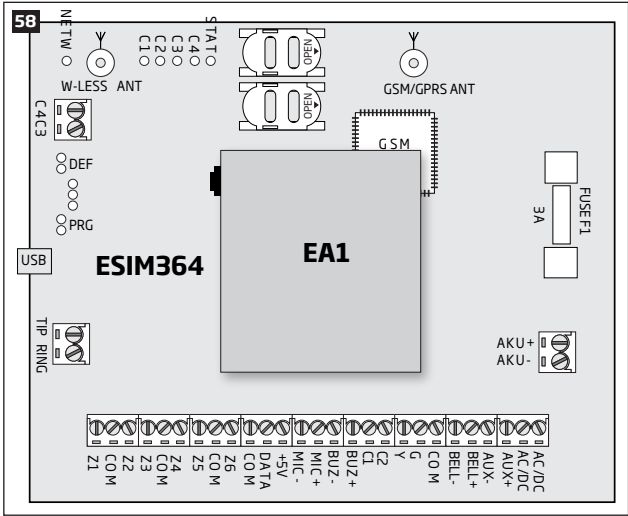 58
NETW
C1
C2
C3
C4
STAT
OPEN
OPEN
W-LESS ANT
GSM/GPRS ANT
C4 C3
GSM
DEF
PRG
FUSE F1
3A
USB
ESIM364
EA1
TIP RING
AKU+
AKU-
Z1
COM
Z2
Z3
COM
Z4
Z5
COM
Z6
COM
DATA
+5V
MIC-
MIC+
BUZ-
BUZ+
C1
C2
Y
G
COM
BELL-
BELL+
AUX-
AUX+
AC/DC
AC/DC